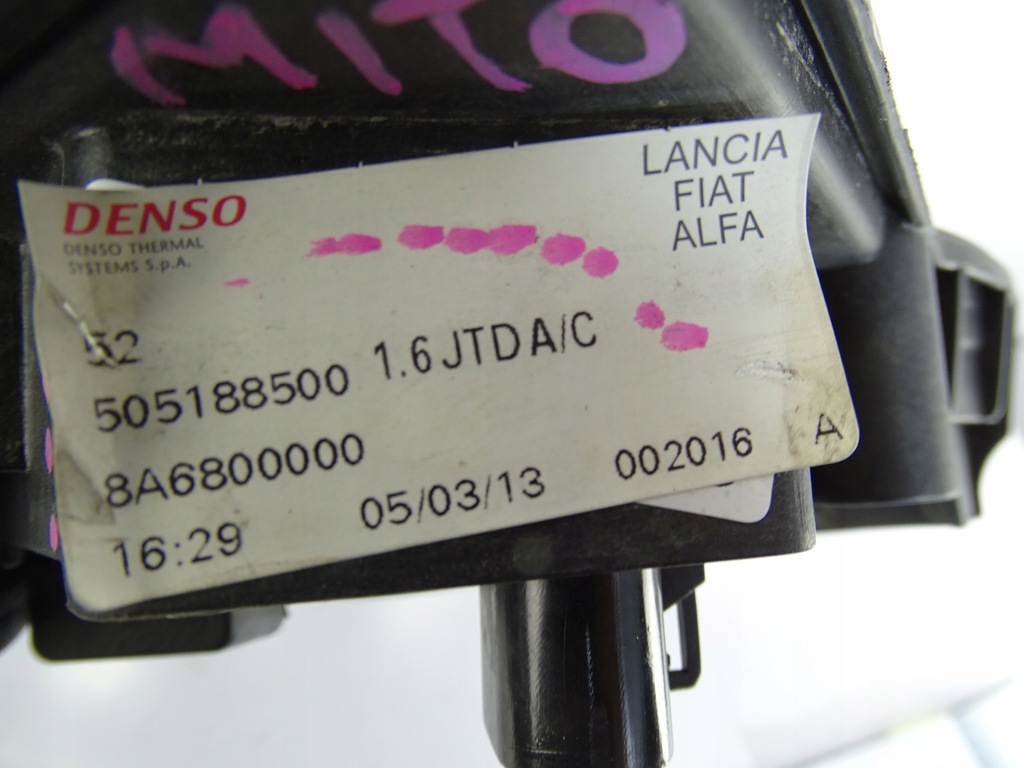 MITO
DENSO
DENSO THERMAL
SYSTEMS S.p.A.
LANCIA
FIAT
ALFA
52
505188500 1.6 JTD A/C
8A6800000
16:29 05/03/13 002016 A